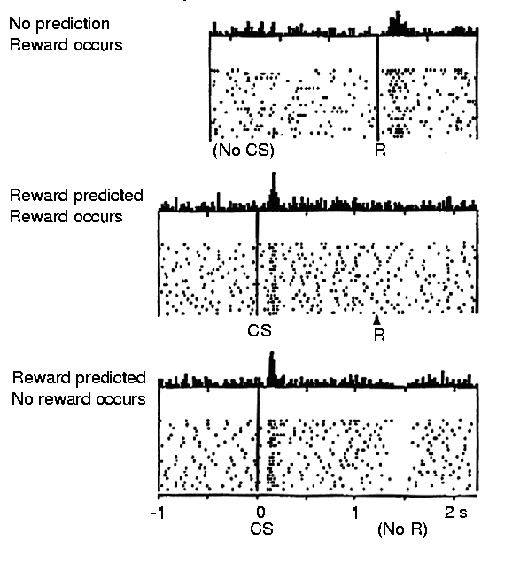 No prediction
Reward occurs
(No CS)
R
Reward predicted
Reward occurs
CS
R
Reward predicted
No reward occurs
-1
0
1
2 s
CS
(No R)